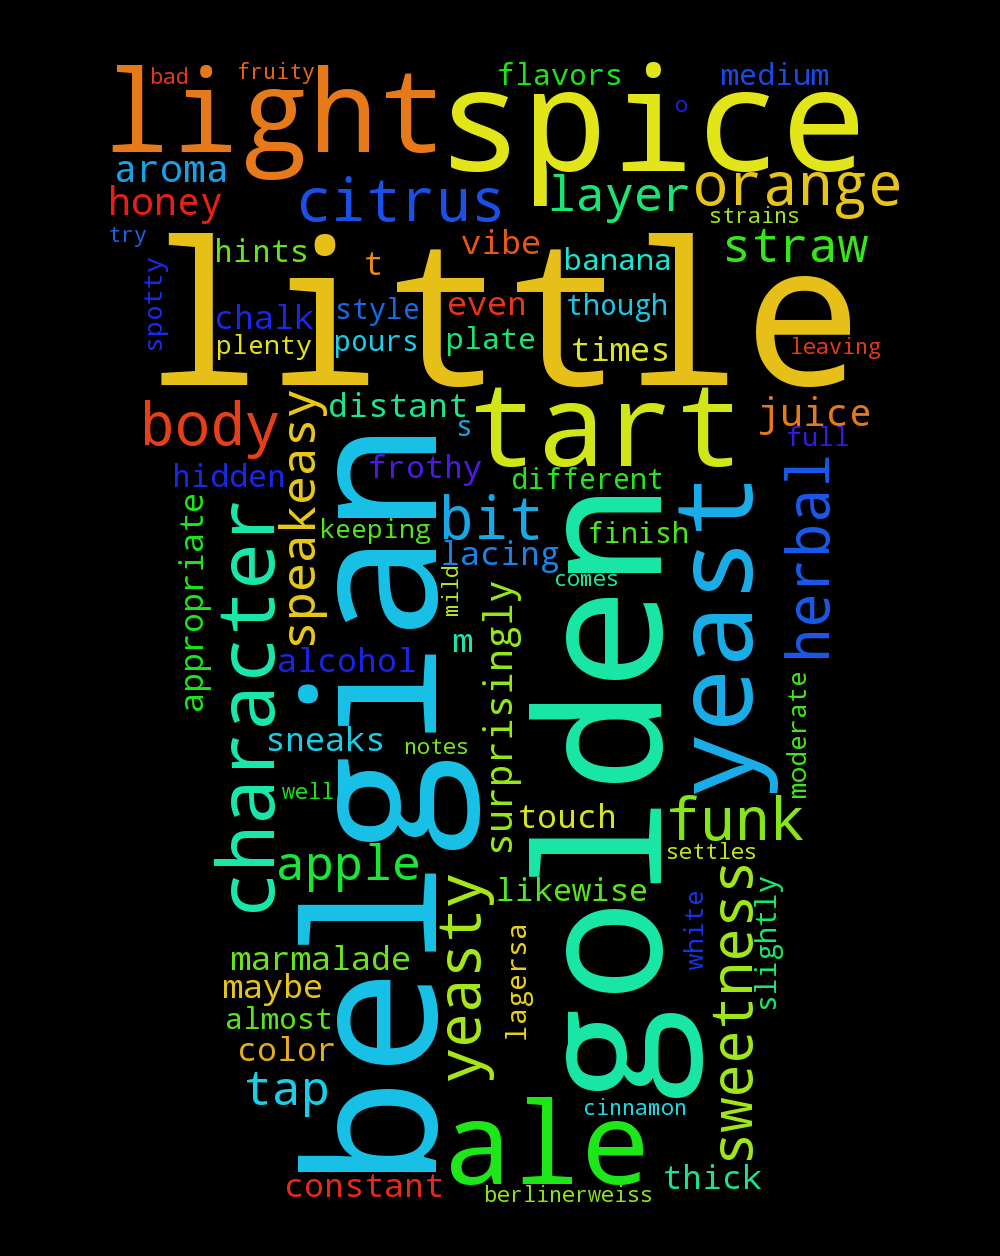 bad
fruity
flavors
medium
light
spice
o
aroma
citrus
layer
orange
honey
strains
try
hints
t
vibe
banana
straw
little
spotty
chalk
style
even
though
plenty
pours
plate
times
leaving
body
distant
tart
juice
s
full
speakeasy
hidden
frothy
different
yeast
herbal
appropriate
character
keeping
belgian
bit
golden
finish
lacing
mild
comes
surprisingly
alcohol
m
sneaks
notes
moderate
well
touch
funk
apple
settles
likewise
yeasty
lagersa
white
sweetness
slightly
marmalade
maybe
almost
color
tap
cinnamon
ale
constant
berlinerweiss
thick